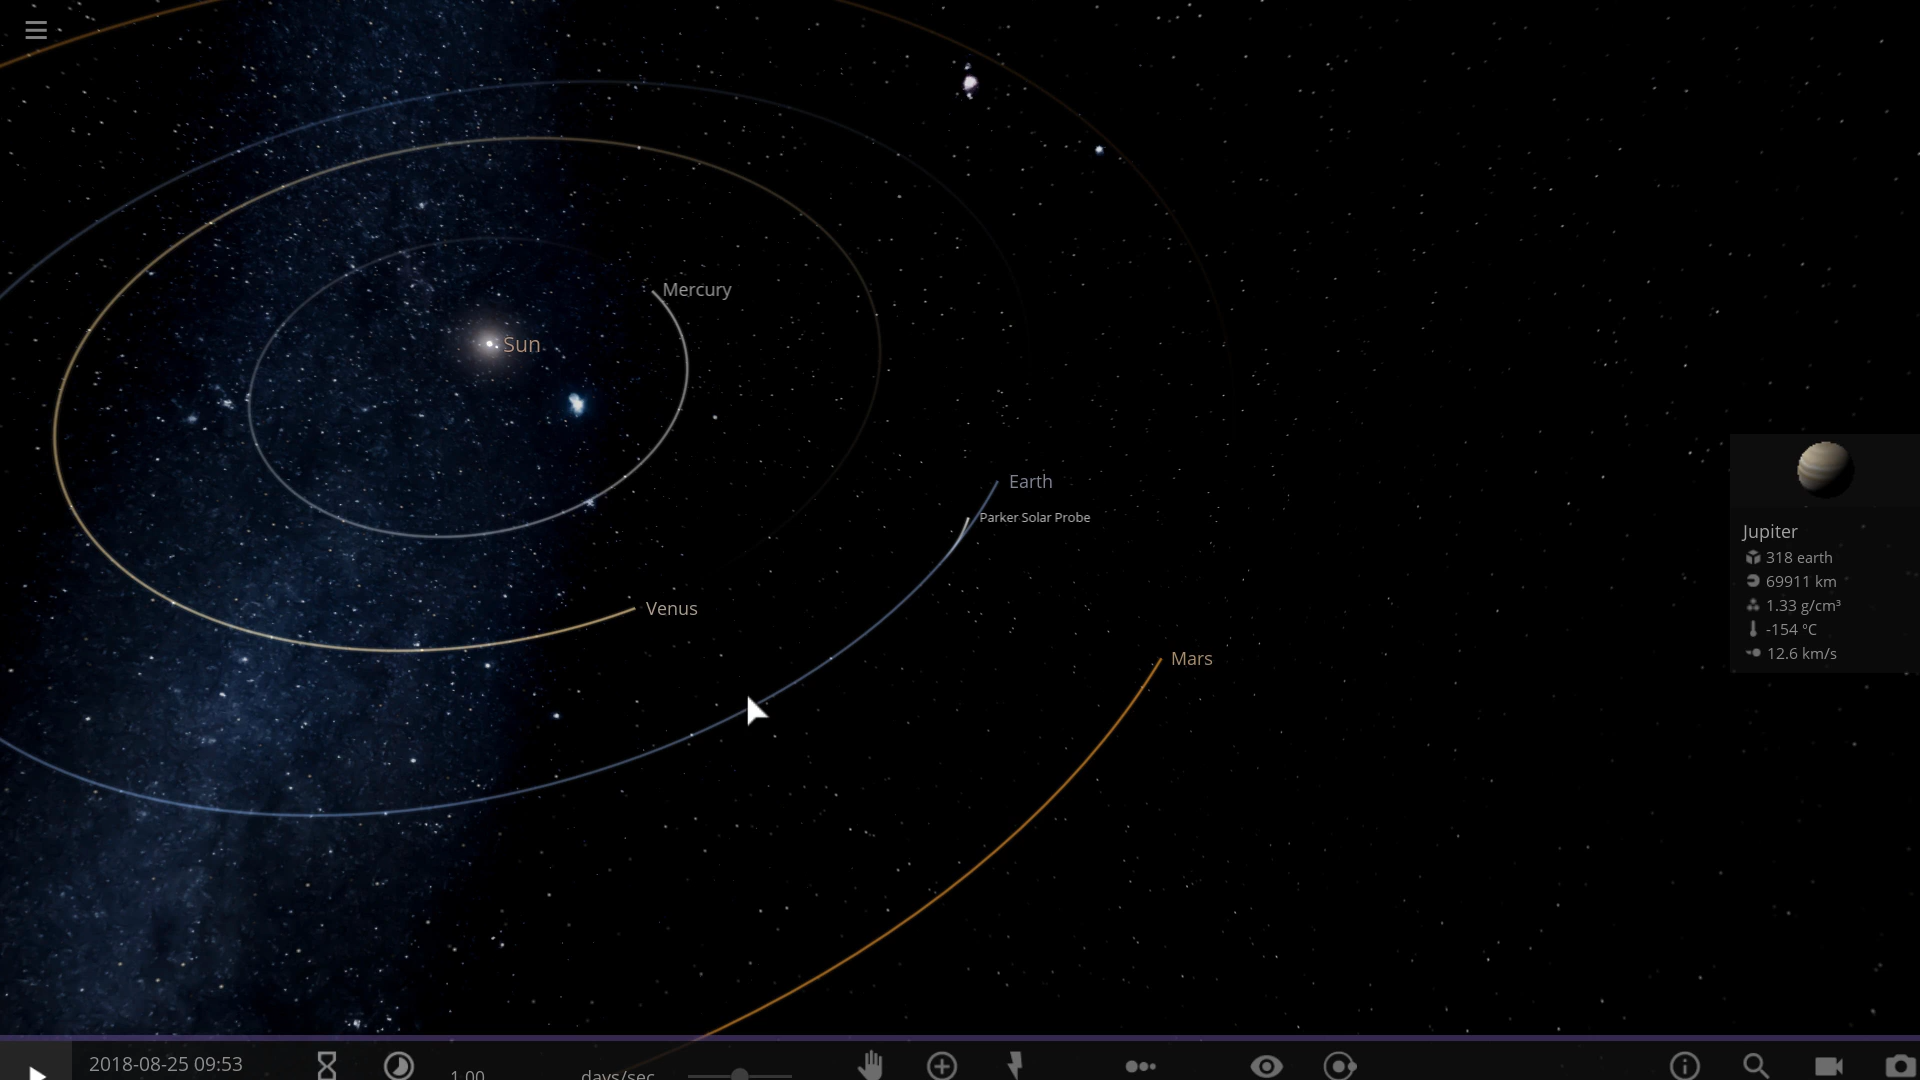 Mercury
Sun
Earth
Parker Solar Probe
Venus
Mars
Jupiter
318 earth
69911 km
1.33 g/cm³
-154 °C
12.6 km/s
2018-08-25 09:53
1.00 days/sec